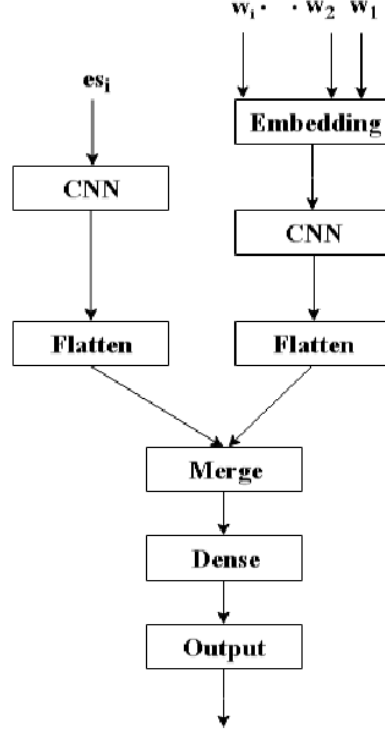 wᵢ · · w₂ w₁
esᵢ
Embedding
CNN
CNN
Flatten
Flatten
Merge
Dense
Output